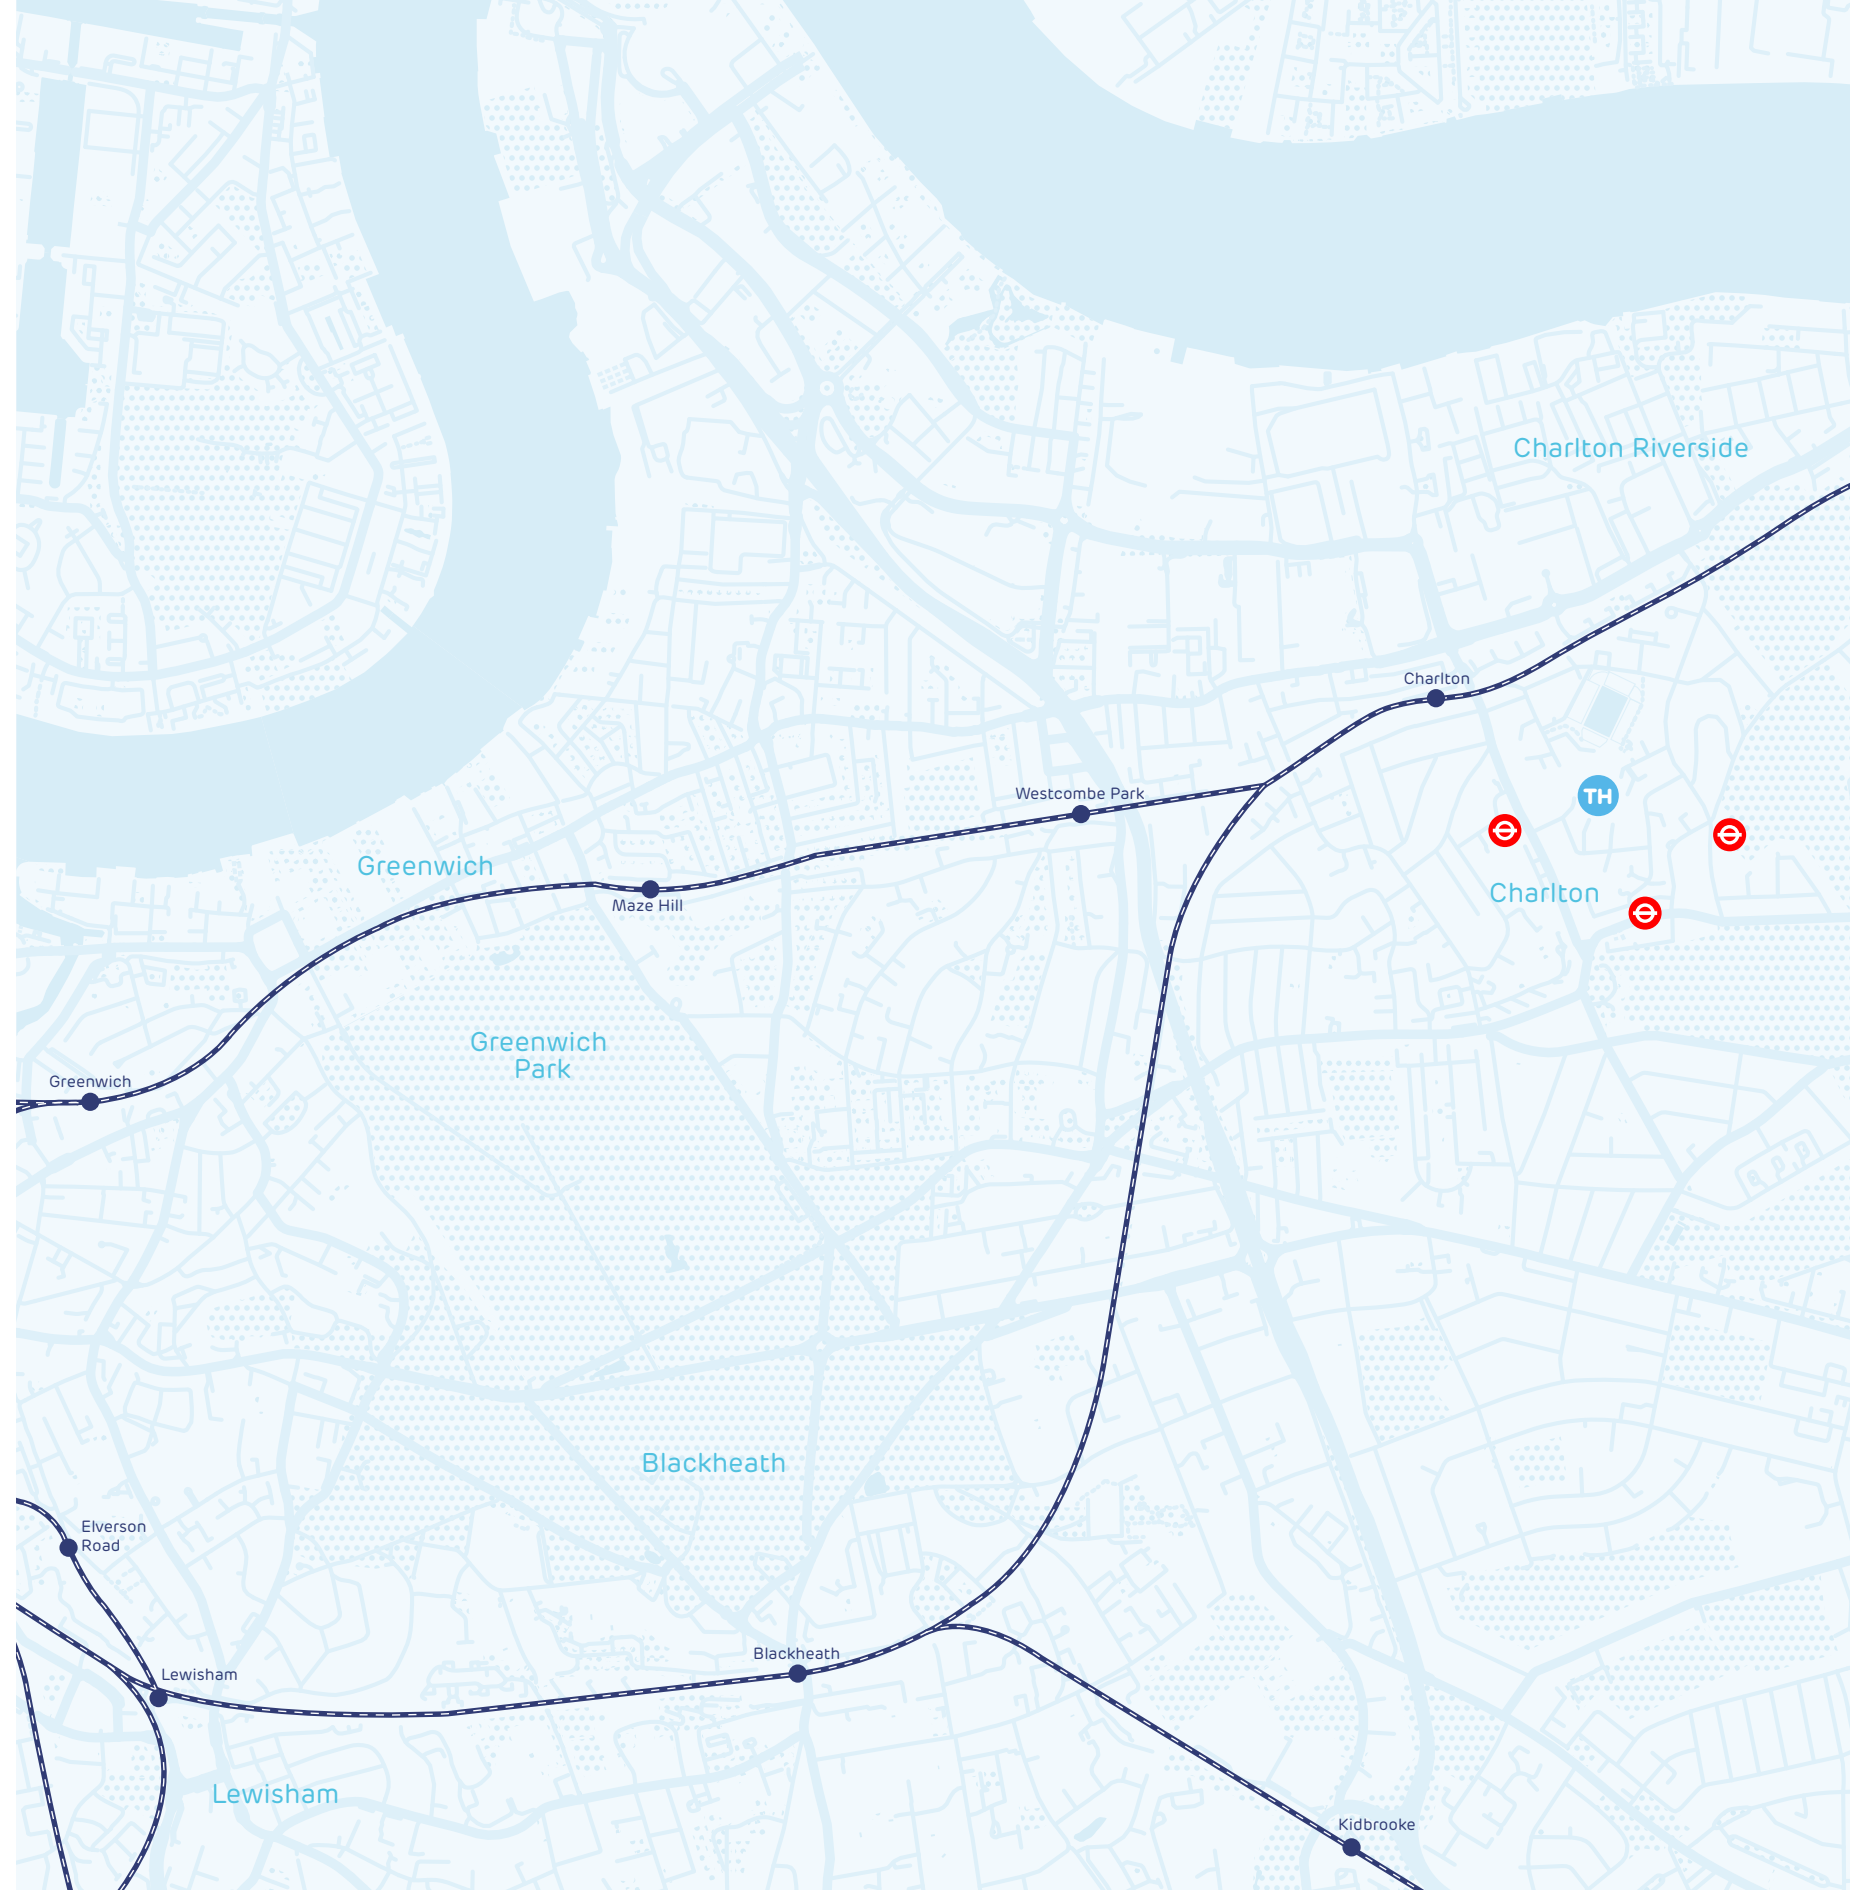 Charlton Riverside
Charlton
Westcombe Park
TH
Greenwich
Charlton
Maze Hill
Greenwich
Park
Greenwich
Blackheath
Elverson
Road
Blackheath
Lewisham
Lewisham
Kidbrooke